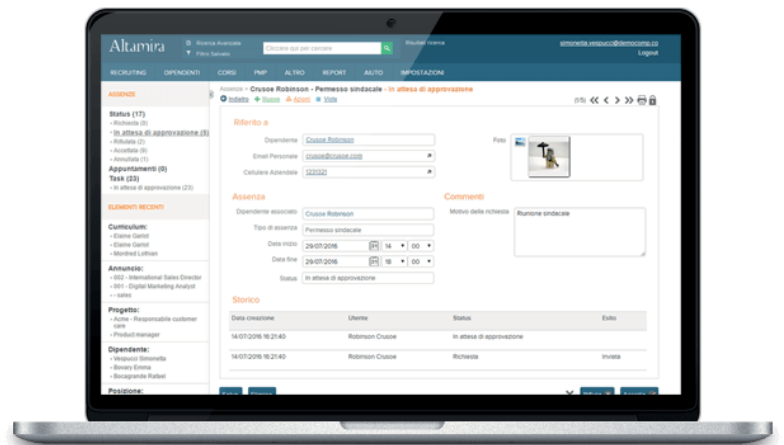 Altamira
Ricerca Avanzata
Filtro Salvato
Cliccare qui per cercare
Risultati ricerca
simonetta.vespucci@democomp.co
Logout
RECRUITING DIPENDENTI CORSI PMP ALTRO REPORT AIUTO IMPOSTAZIONI
ASSENZE
Status (17)
- Richiesta (0)
- In attesa di approvazione (5)
- Rifiutata (2)
- Accettata (9)
- Annullata (1)
Appuntamenti (0)
Task (23)
- In attesa di approvazione (23)
ELEMENTI RECENTI
Curriculum:
- Elaine Garlot
- Elaine Garlot
- Montred Lothian
Annuncio:
- 002 - International Sales Director
- 001 - Digital Marketing Analyst
- - sales
Progetto:
- Acme - Responsabile customer
care
- Product manager
Dipendente:
- Vespucci Simonetta
- Bovary Emma
- Bocagrande Rafael
Posizione:
Assenze > Crusoe Robinson - Permesso sindacale - In attesa di approvazione
Indietro Nuovo Azioni Viste
(1/5)
Riferito a
Dipendente Crusoe Robinson
Email Personale crusoe@crusoe.com
Cellulare Aziendale 1231321
Foto
Assenza
Dipendente associato Crusoe Robinson
Tipo di assenza Permesso sindacale
Data inizio 29/07/2016 14 00
Data fine 29/07/2016 18 00
Status In attesa di approvazione
Commenti
Motivo della richiesta Riunione sindacale
Storico
Data creazione Utente Status Esito
14/07/2016 16:21:40 Robinson Crusoe In attesa di approvazione
14/07/2016 16:21:40 Robinson Crusoe Richiesta Inviata